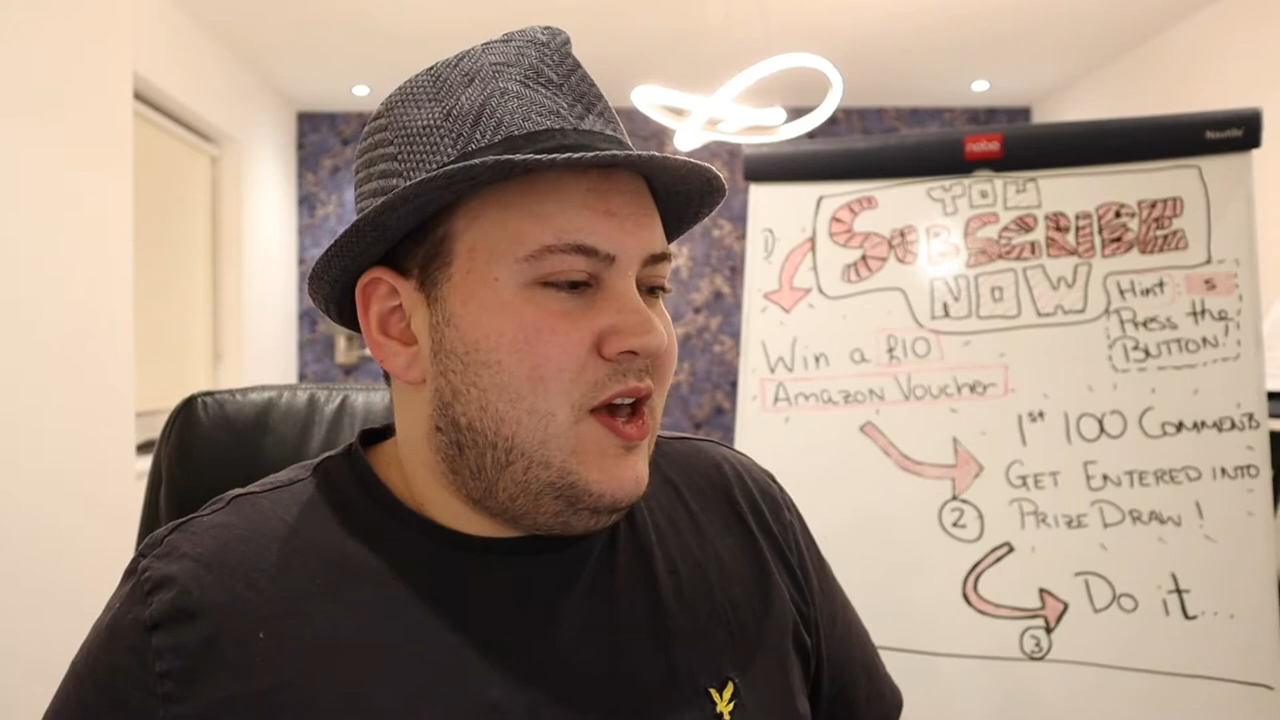 nobo
Nautile
YOU
SUBSCRIBE
NOW
Hint: S
Press the
BUTTON!
Win a £10
Amazon Voucher
1st 100 Comments
Get Entered into
Prize Draw!
2
Do it...
3